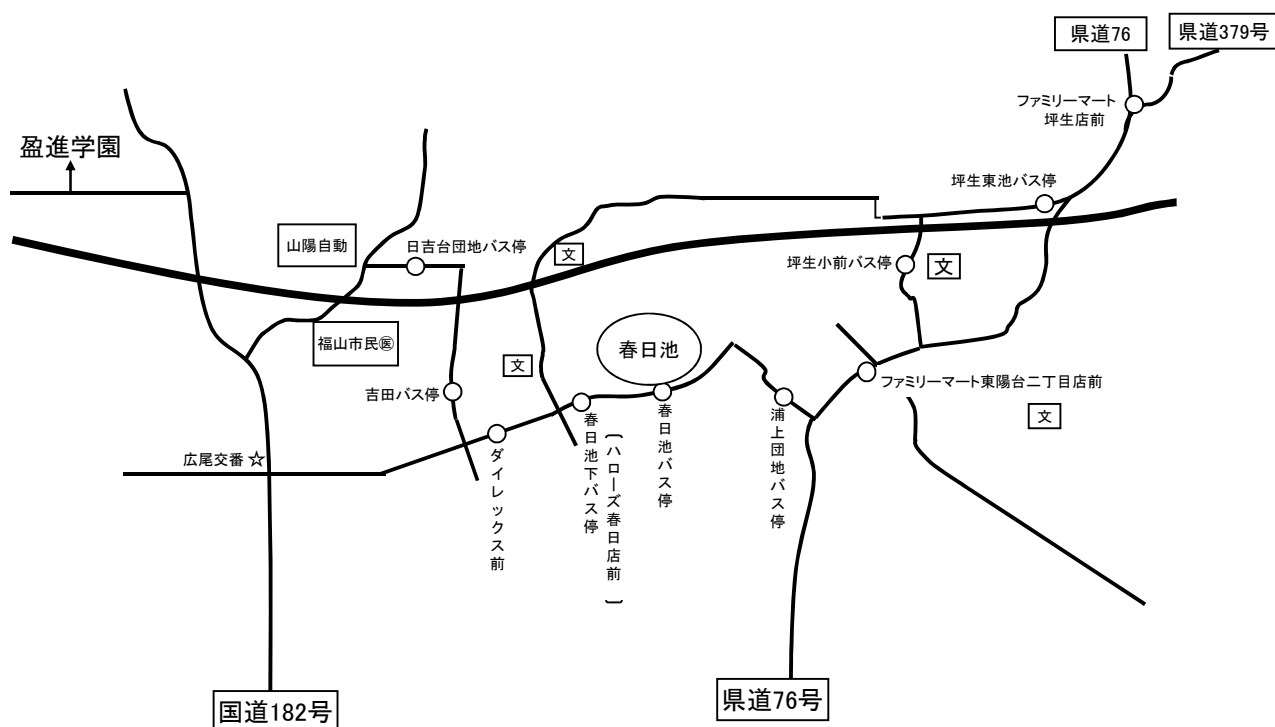 県道76
県道379号
ファミリーマート
坪生店前
盈進学園
坪生東池バス停
山陽自動
日吉台団地バス停
文
坪生小前バス停
文
福山市民㊩
文
春日池
吉田バス停
ファミリーマート東陽台二丁目店前
文
広尾交番☆
ダイレックス前
春日池下バス停
〔ハローズ春日店前 〕
春日池バス停
浦上団地バス停
国道182号
県道76号